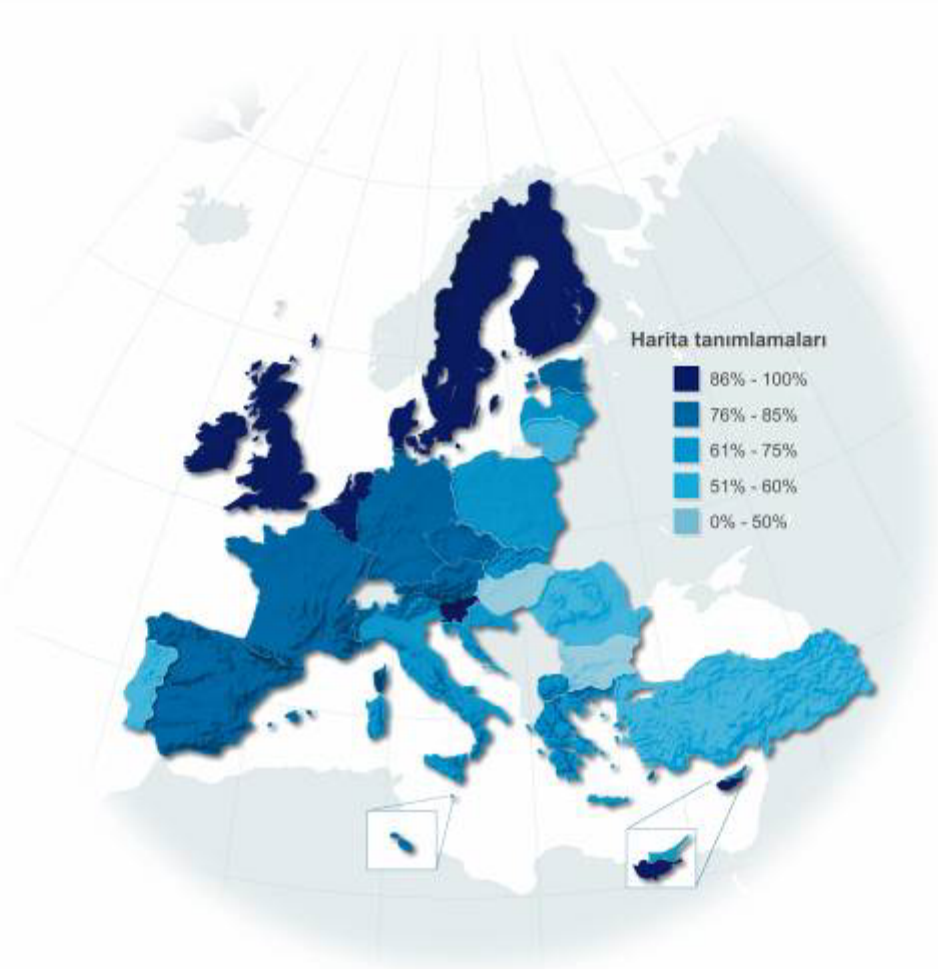 Harita tanımlamaları
86% - 100%
76% - 85%
61% - 75%
51% - 60%
0% - 50%